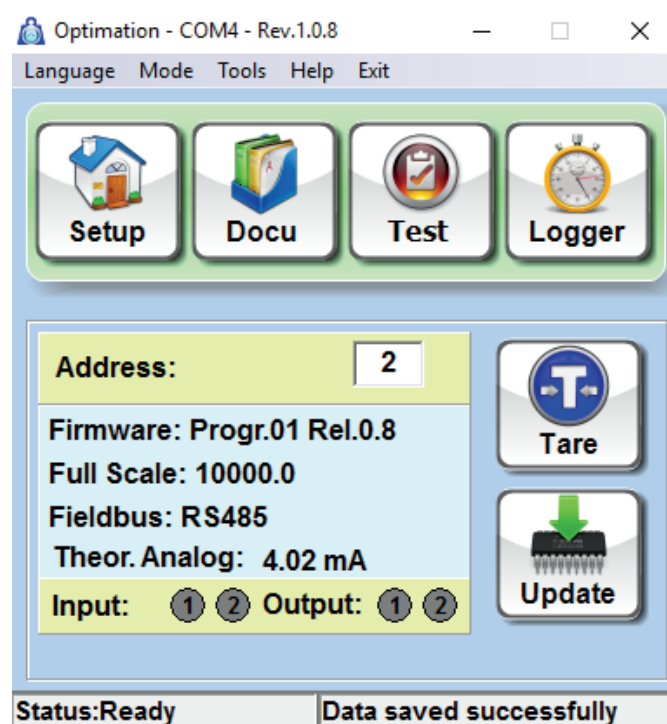 Optimation - COM4 - Rev.1.0.8
Language Mode Tools Help Exit
Setup Docu Test Logger
Address: 2
Firmware: Progr.01 Rel.0.8
Full Scale: 10000.0
Fieldbus: RS485
Theor. Analog: 4.02 mA
Input: 1 2 Output: 1 2
T
Tare
Update
Status:Ready Data saved successfully